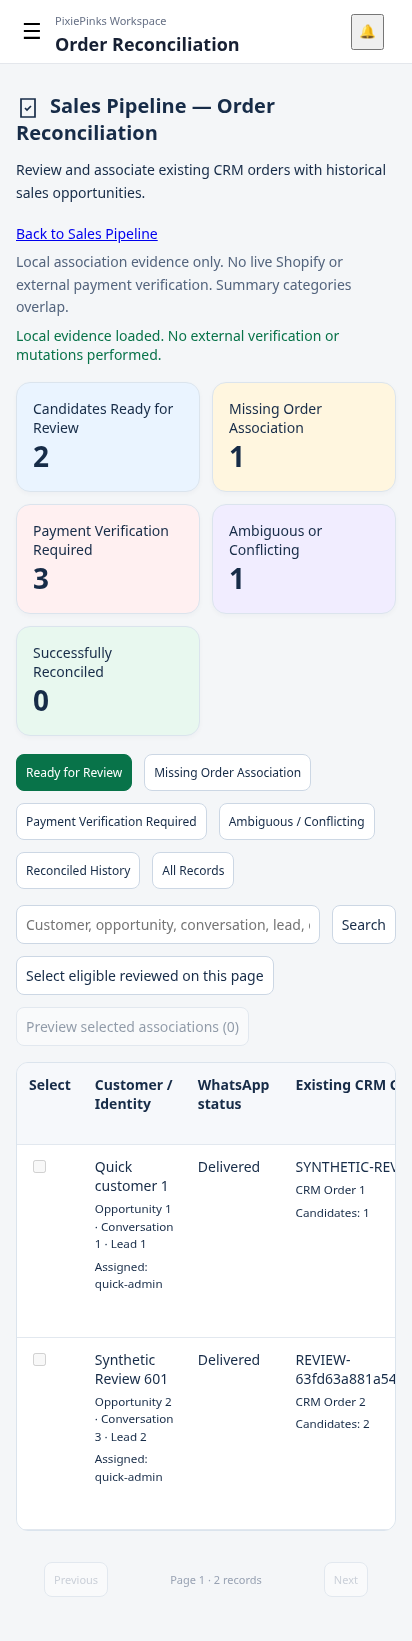 PixiePinks Workspace
Order Reconciliation
Sales Pipeline — Order
Reconciliation
Review and associate existing CRM orders with historical
sales opportunities.
Back to Sales Pipeline
Local association evidence only. No live Shopify or
external payment verification. Summary categories
overlap.
Local evidence loaded. No external verification or
mutations performed.
Candidates Ready for
Review
2
Missing Order
Association
1
Payment Verification
Required
3
Ambiguous or
Conflicting
1
Successfully
Reconciled
0
Ready for Review
Missing Order Association
Payment Verification Required
Ambiguous / Conflicting
Reconciled History
All Records
Customer, opportunity, conversation, lead,
Search
Select eligible reviewed on this page
Preview selected associations (0)
Select
Customer /
Identity
WhatsApp
status
Existing CRM
Quick
customer 1
Opportunity 1
· Conversation
1 · Lead 1
Assigned:
quick-admin
Delivered
SYNTHETIC-REV
CRM Order 1
Candidates: 1
Synthetic
Review 601
Opportunity 2
· Conversation
3 · Lead 2
Assigned:
quick-admin
Delivered
REVIEW-
63fd63a881a54
CRM Order 2
Candidates: 2
Previous
Page 1 · 2 records
Next